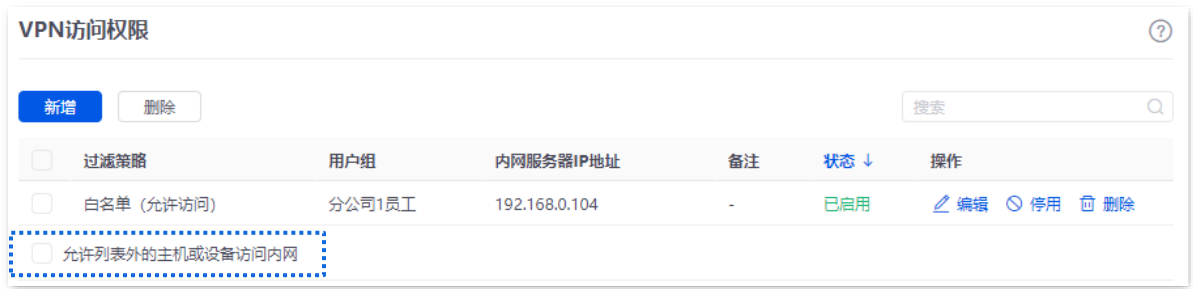 VPN访问权限
新增 删除 搜索
过滤策略 用户组 内网服务器IP地址 备注 状态 操作
白名单（允许访问） 分公司1员工 192.168.0.104 - 已启用 编辑 停用 删除
允许列表外的主机或设备访问内网